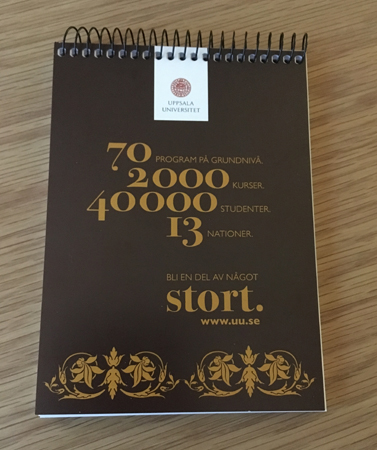 UPPSALA
UNIVERSITET
70 PROGRAM PÅ GRUNDNIVÅ.
2000 KURSER.
40000 STUDENTER.
13 NATIONER.
BLI EN DEL AV NÅGOT
stort.
www.uu.se